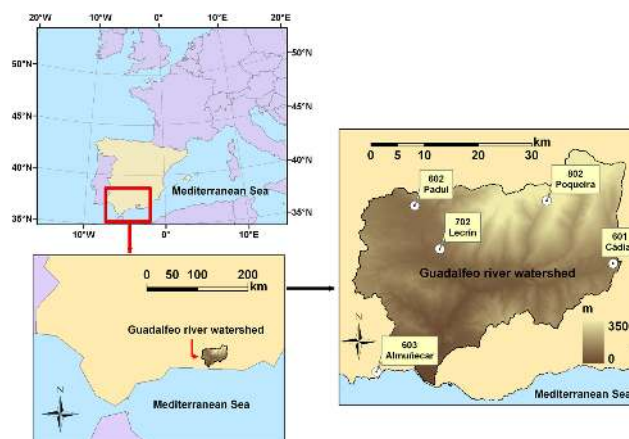 20°W 10°W 0° 10°E 20°E 30°E
50°N
50°N
45°N
45°N
40°N
40°N
35°N
35°N
Mediterranean Sea
10°W 0° 10°E
0 50 100 200
km
Guadalfeo river watershed
Mediterranean Sea
N
km
0 5 10 20 30
602
Padul
802
Poqueira
702
Lecrín
601
Cádiar
Guadalfeo river watershed
m
350
0
603
Almuñecar
N
Mediterranean Sea